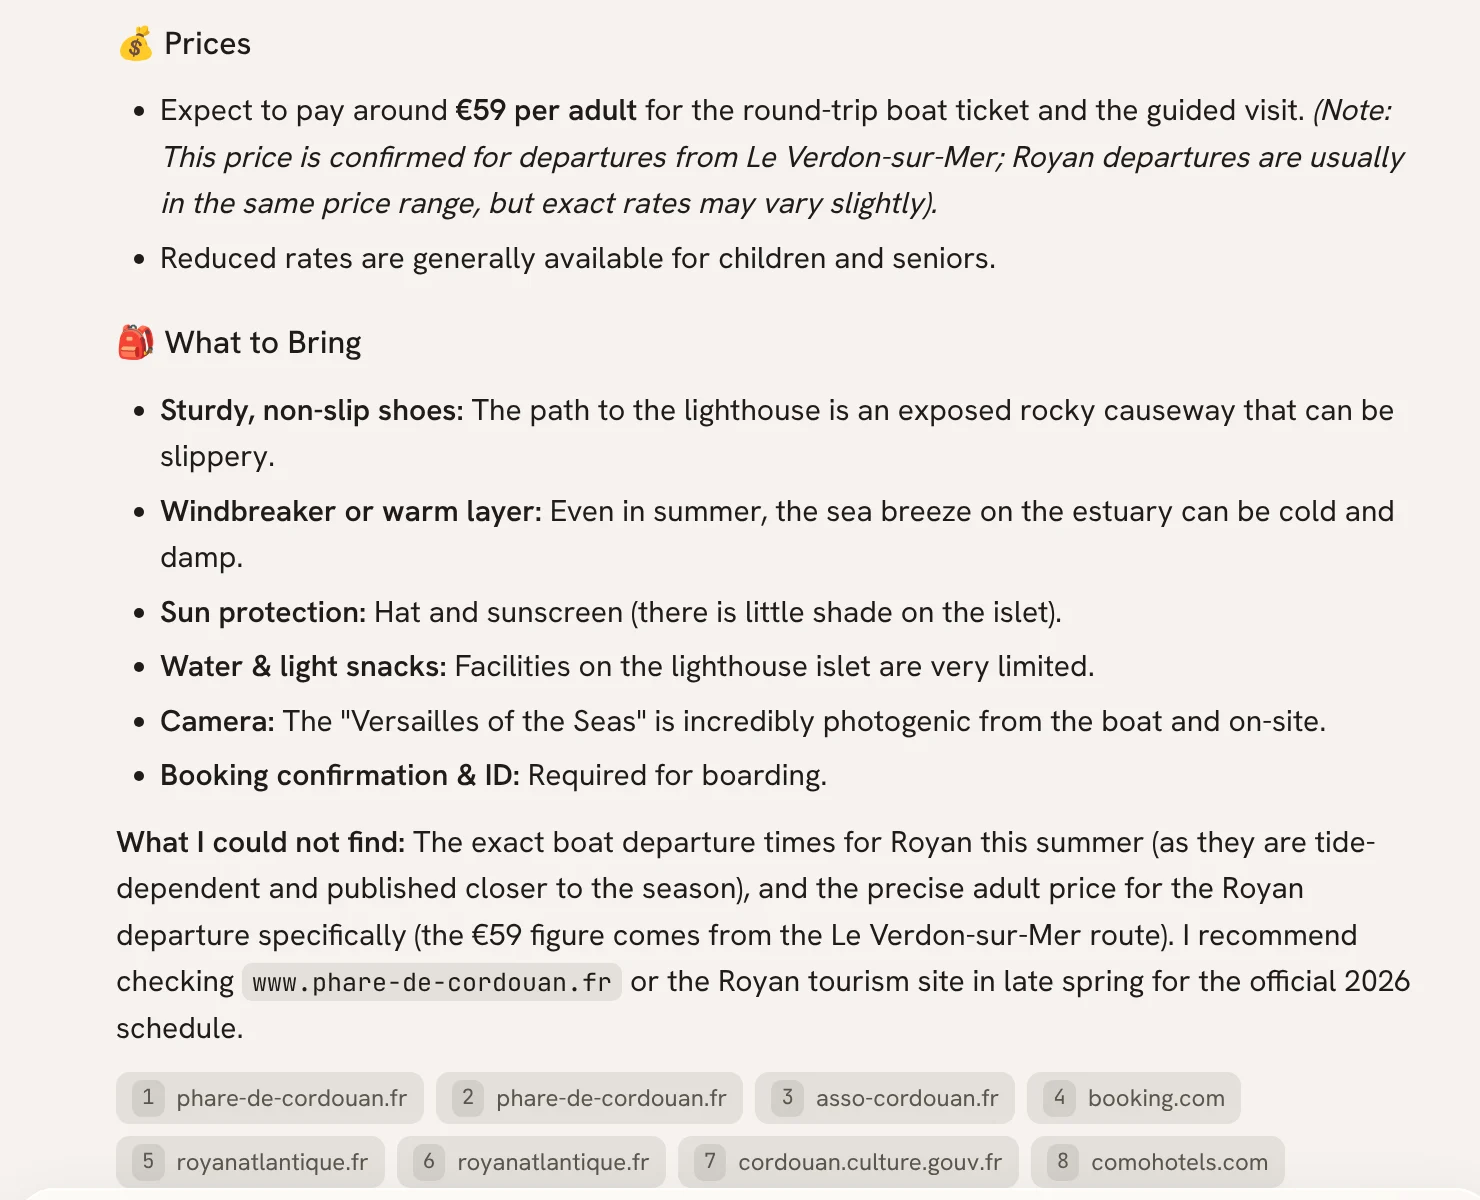 💰 Prices
• Expect to pay around €59 per adult for the round-trip boat ticket and the guided visit. (Note:
This price is confirmed for departures from Le Verdon-sur-Mer; Royan departures are usually
in the same price range, but exact rates may vary slightly).
• Reduced rates are generally available for children and seniors.
🎒 What to Bring
• Sturdy, non-slip shoes: The path to the lighthouse is an exposed rocky causeway that can be
slippery.
• Windbreaker or warm layer: Even in summer, the sea breeze on the estuary can be cold and
damp.
• Sun protection: Hat and sunscreen (there is little shade on the islet).
• Water & light snacks: Facilities on the lighthouse islet are very limited.
• Camera: The "Versailles of the Seas" is incredibly photogenic from the boat and on-site.
• Booking confirmation & ID: Required for boarding.
What I could not find: The exact boat departure times for Royan this summer (as they are tide-
dependent and published closer to the season), and the precise adult price for the Royan
departure specifically (the €59 figure comes from the Le Verdon-sur-Mer route). I recommend
checking www.phare-de-cordouan.fr or the Royan tourism site in late spring for the official 2026
schedule.
1 phare-de-cordouan.fr 2 phare-de-cordouan.fr 3 asso-cordouan.fr 4 booking.com
5 royanatlantique.fr 6 royanatlantique.fr 7 cordouan.culture.gouv.fr 8 comohotels.com